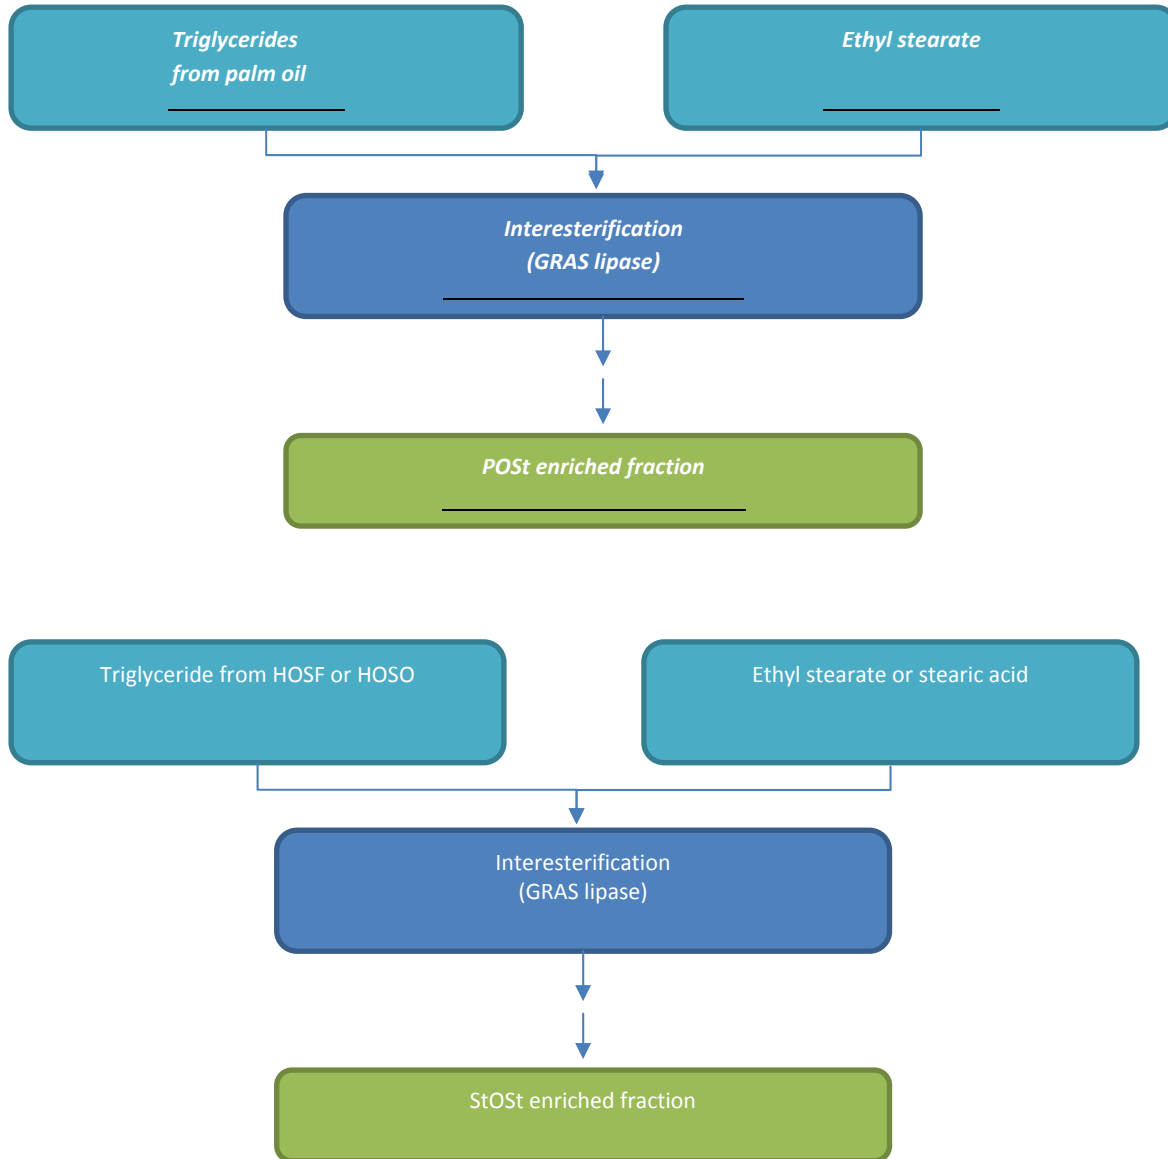 Triglycerides
from palm oil
Ethyl stearate
Interesterification
(GRAS lipase)
POSt enriched fraction
Triglyceride from HOSF or HOSO
Ethyl stearate or stearic acid
Interesterification
(GRAS lipase)
StOSt enriched fraction